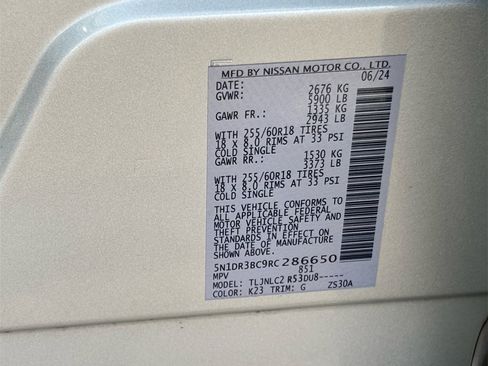 MFD BY NISSAN MOTOR CO., LTD.
DATE: 06/24
GVWR: 2676 KG
5900 LB
GAWR FR.: 1335 KG
2943 LB
WITH 255/60R18 TIRES
18 X 8.0 RIMS AT 33 PSI
COLD SINGLE
GAWR RR.: 1530 KG
3373 LB
WITH 255/60R18 TIRES
18 X 8.0 RIMS AT 33 PSI
COLD SINGLE
THIS VEHICLE CONFORMS TO
ALL APPLICABLE FEDERAL
MOTOR VEHICLE SAFETY AND
THEFT PREVENTION
STANDARDS IN EFFECT ON
THE DATE OF MANUFACTURE
5N1DR3BC9RC286650
MPV 851
MODEL: TLJNLC2 R53DU8-----
COLOR: K23 TRIM: G ZS30A